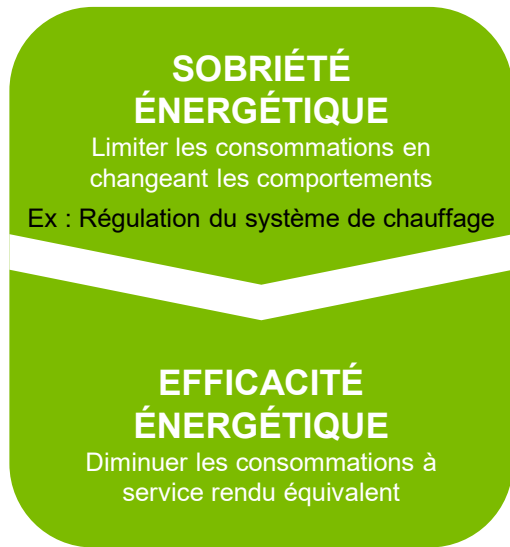 SOBRIÉTÉ
ÉNERGÉTIQUE
Limiter les consommations en
changeant les comportements
Ex : Régulation du système de chauffage
EFFICACITÉ
ÉNERGÉTIQUE
Diminuer les consommations à
service rendu équivalent